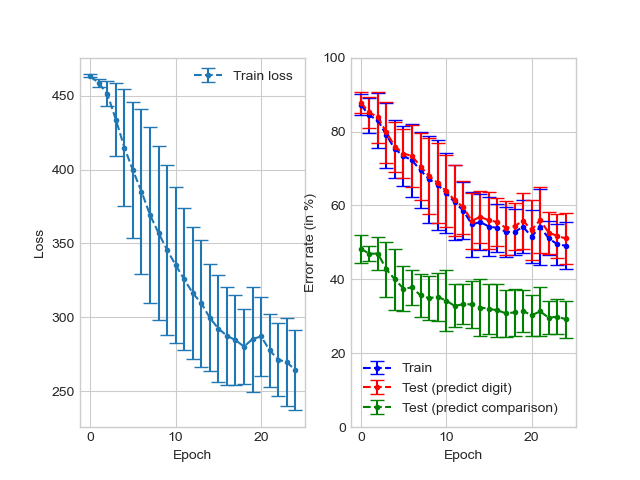 Train loss
450
400
350
300
250
Loss
0
10
20
Epoch
100
80
60
40
20
0
Error rate (in %)
Train
Test (predict digit)
Test (predict comparison)
0
10
20
Epoch